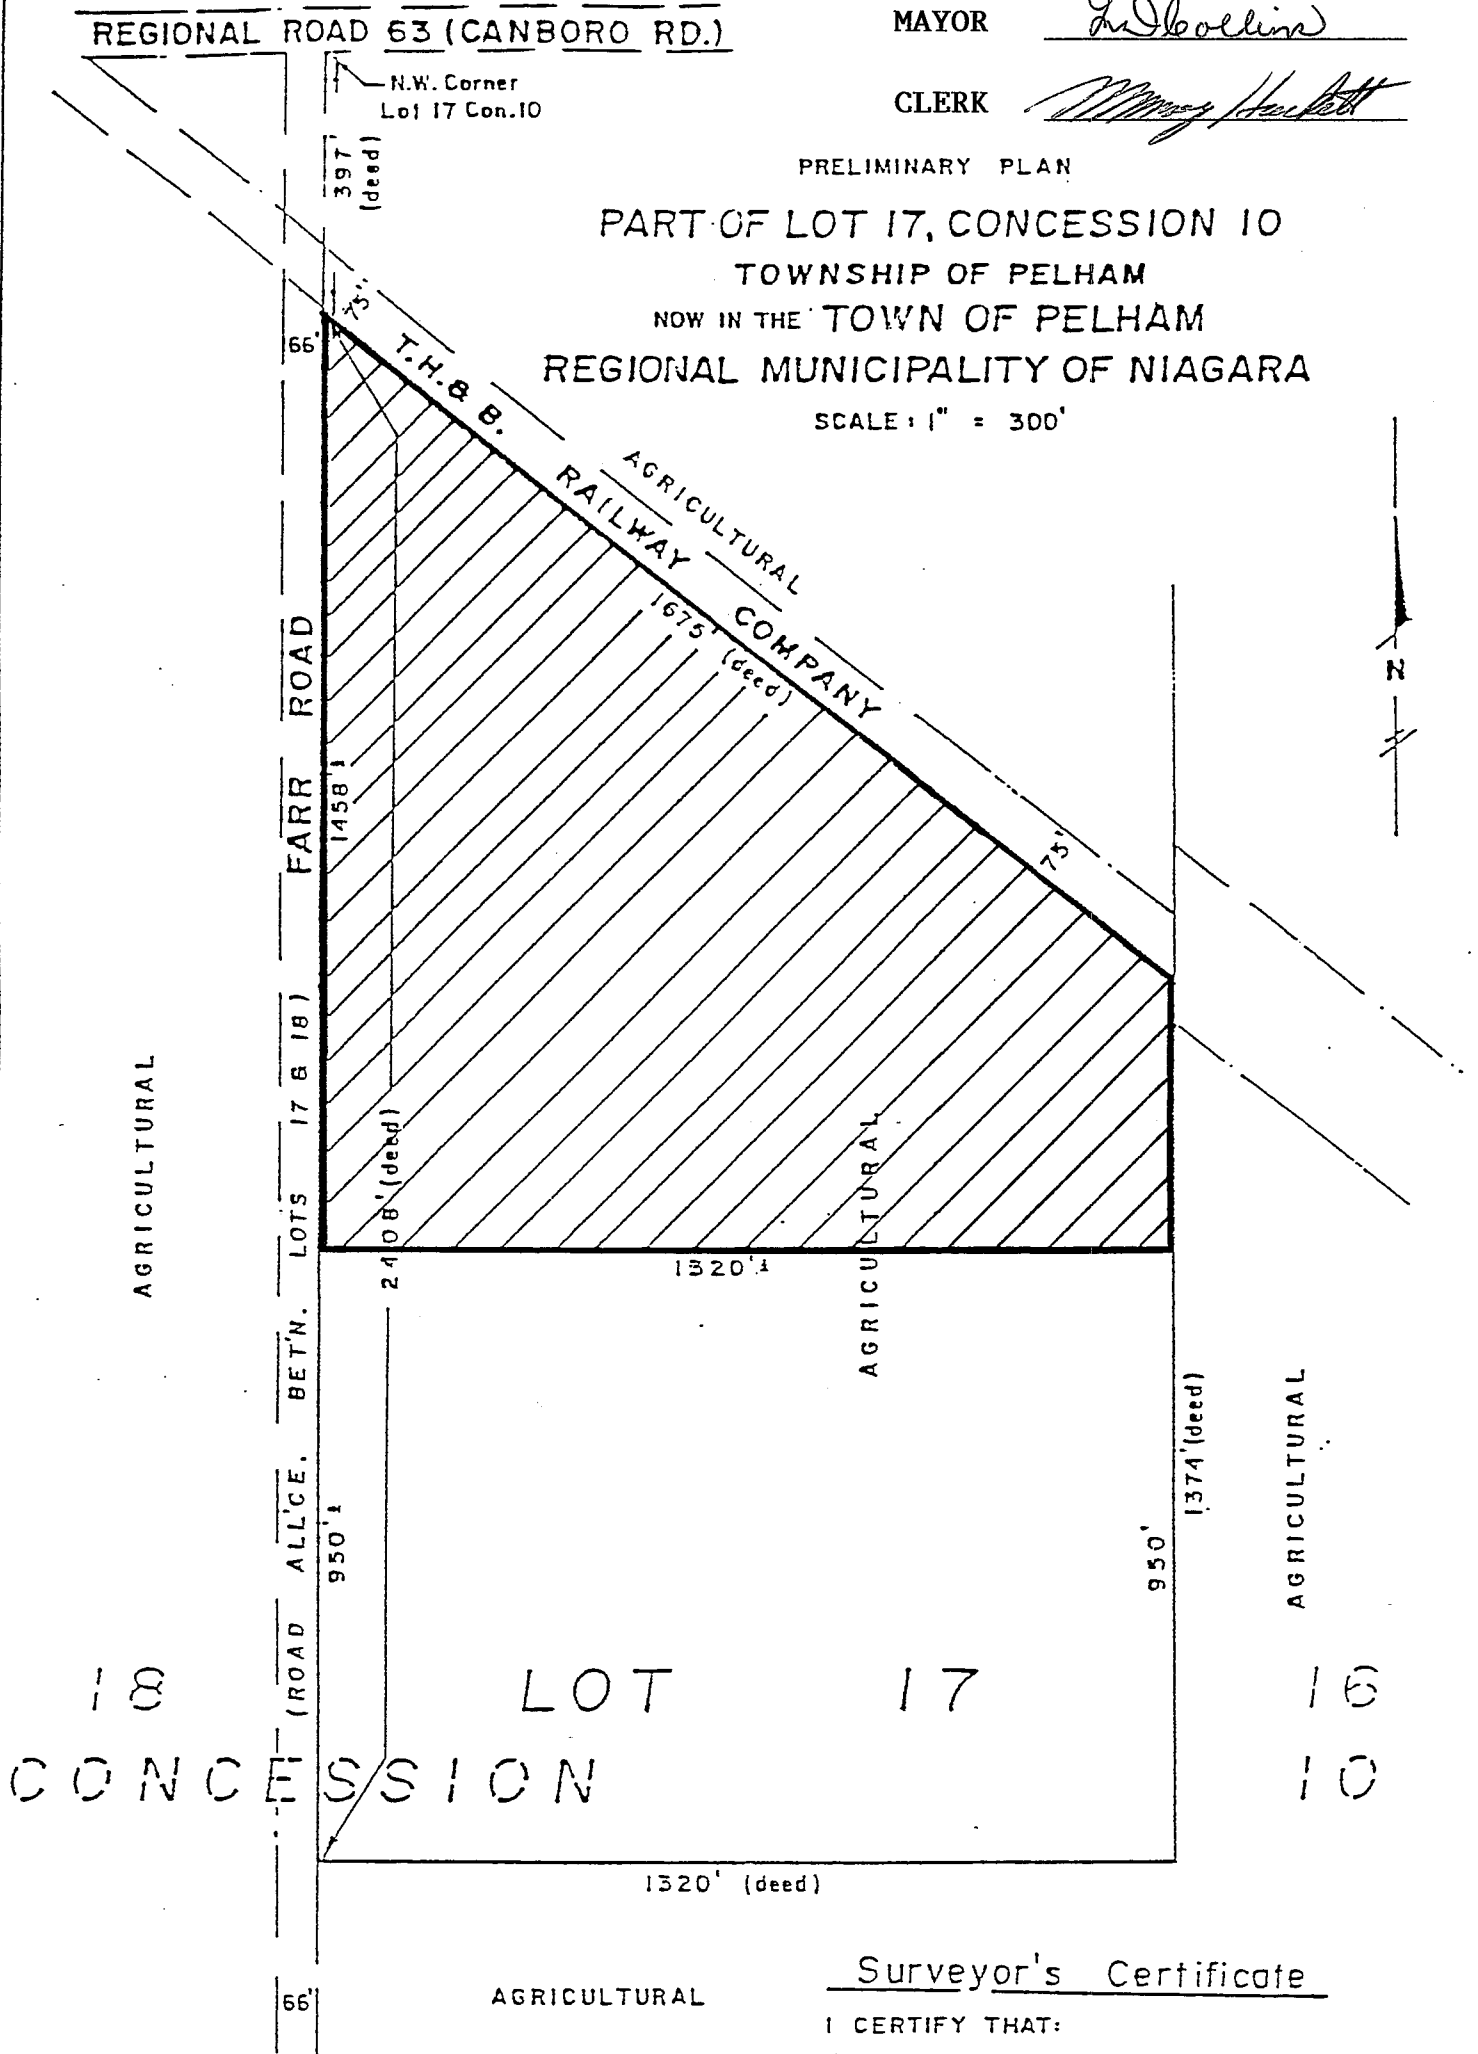 REGIONAL ROAD 63 (CANBORO RD.)
N.W. Corner
Lot 17 Con.10
MAYOR
CLERK
397'
(deed)
PRELIMINARY PLAN
PART OF LOT 17, CONCESSION 10
TOWNSHIP OF PELHAM
NOW IN THE TOWN OF PELHAM
REGIONAL MUNICIPALITY OF NIAGARA
SCALE: 1" = 300'
66'
75'
T.H.& B. RAILWAY COMPANY
AGRICULTURAL
1675'
(deed)
75'
N
FARR ROAD
1458'±
(ROAD ALL'CE. BET'N. LOTS 17 & 18)
AGRICULTURAL
2408'(deed)
1320'±
AGRICULTURAL
950'±
950'
1374'(deed)
AGRICULTURAL
18 LOT 17 16
CONCESSION 10
1320' (deed)
66'
AGRICULTURAL
Surveyor's Certificate
I CERTIFY THAT: